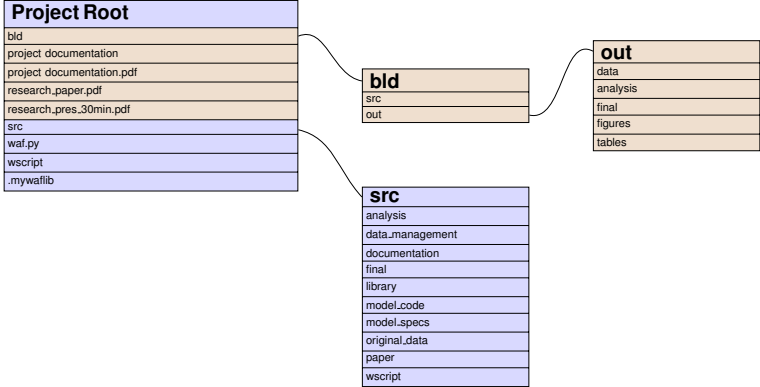 Project Root
bld
project documentation
project documentation.pdf
research_paper.pdf
research_pres_30min.pdf
src
waf.py
wscript
.mywaflib
bld
src
out
out
data
analysis
final
figures
tables
src
analysis
data_management
documentation
final
library
model_code
model_specs
original_data
paper
wscript